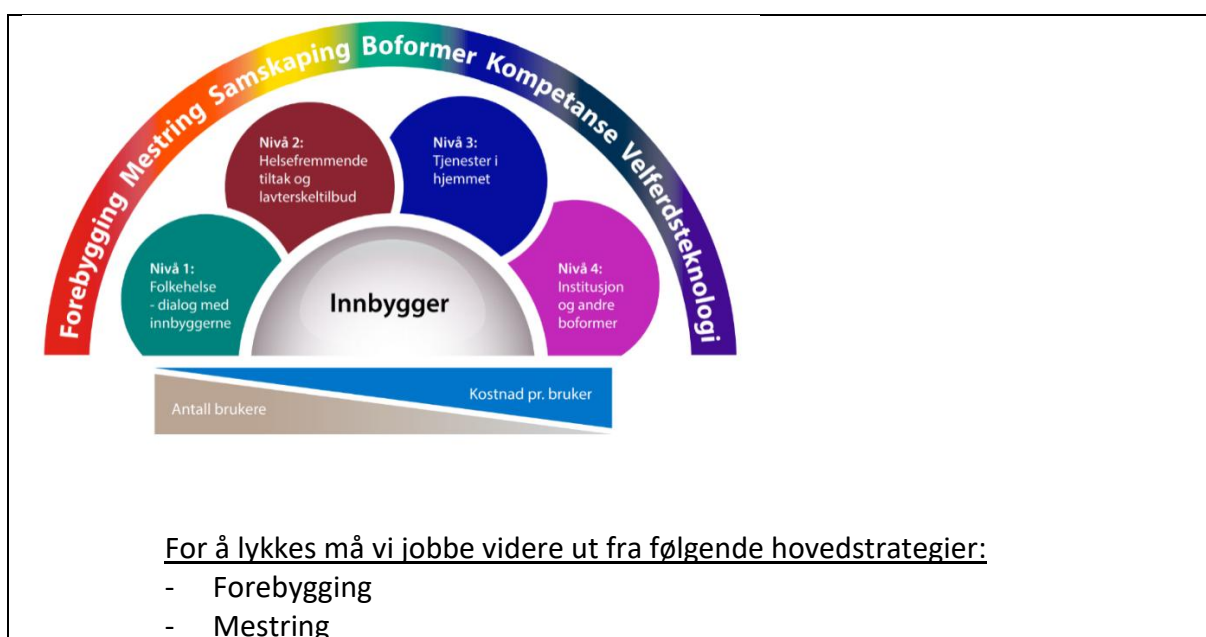 Forebygging Mestring Samskaping Boformer Kompetanse Velferdsteknologi
Nivå 1:
Folkehelse
- dialog med
innbyggerne
Nivå 2:
Helsefremmende
tiltak og
lavterskeltilbud
Nivå 3:
Tjenester i
hjemmet
Nivå 4:
Institusjon
og andre
boformer
Innbygger
Kostnad pr. bruker
Antall brukere
For å lykkes må vi jobbe videre ut fra følgende hovedstrategier:
- Forebygging
- Mestring